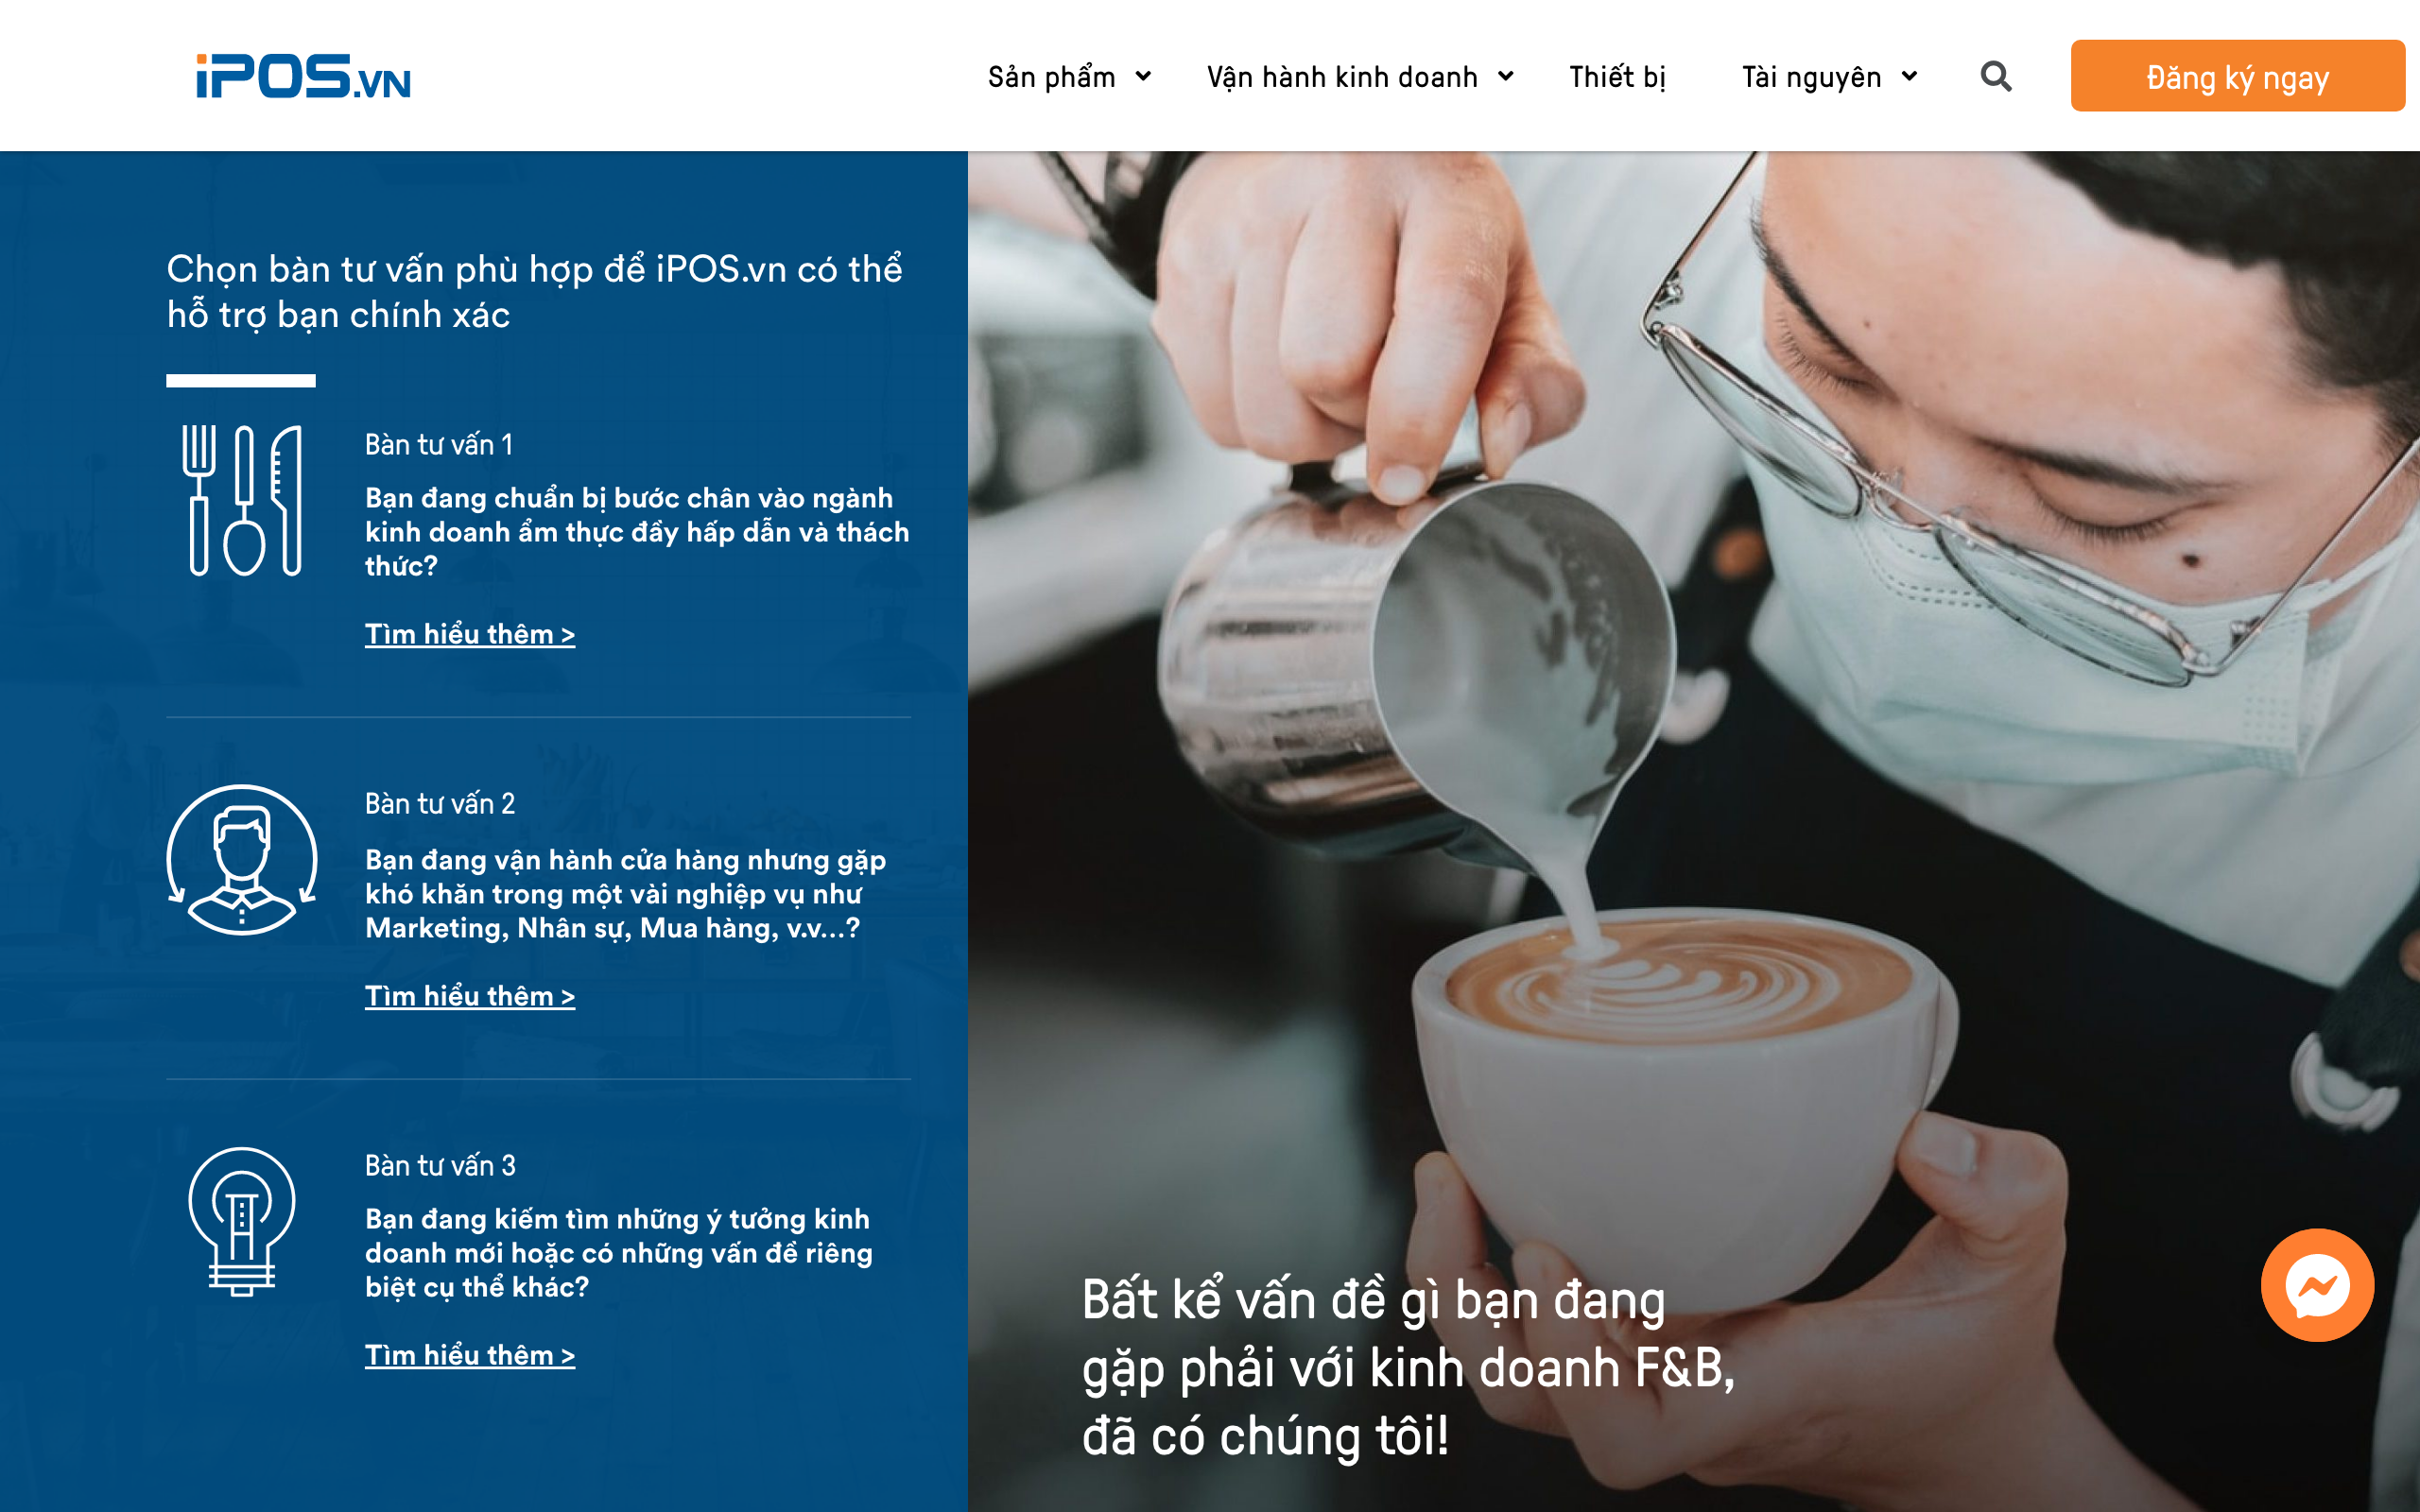 iPOS.VN
Sản phẩm
Vận hành kinh doanh
Thiết bị
Tài nguyên
Đăng ký ngay
Chọn bàn tư vấn phù hợp để iPOS.vn có thể
hỗ trợ bạn chính xác
Bàn tư vấn 1
Bạn đang chuẩn bị bước chân vào ngành
kinh doanh ẩm thực đầy hấp dẫn và thách
thức?
Tìm hiểu thêm >
Bàn tư vấn 2
Bạn đang vận hành cửa hàng nhưng gặp
khó khăn trong một vài nghiệp vụ như
Marketing, Nhân sự, Mua hàng, v.v...?
Tìm hiểu thêm >
Bàn tư vấn 3
Bạn đang kiếm tìm những ý tưởng kinh
doanh mới hoặc có những vấn đề riêng
biệt cụ thể khác?
Tìm hiểu thêm >
Bất kể vấn đề gì bạn đang
gặp phải với kinh doanh F&B,
đã có chúng tôi!